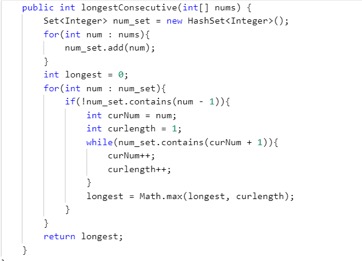 public int longestConsecutive(int[] nums) {
Set<Integer> num_set = new HashSet<Integer>();
for(int num : nums){
num_set.add(num);
}
int longest = 0;
for(int num : num_set){
if(!num_set.contains(num - 1)){
int curNum = num;
int curlength = 1;
while(num_set.contains(curNum + 1)){
curNum++;
curlength++;
}
longest = Math.max(longest, curlength);
}
}
return longest;
}